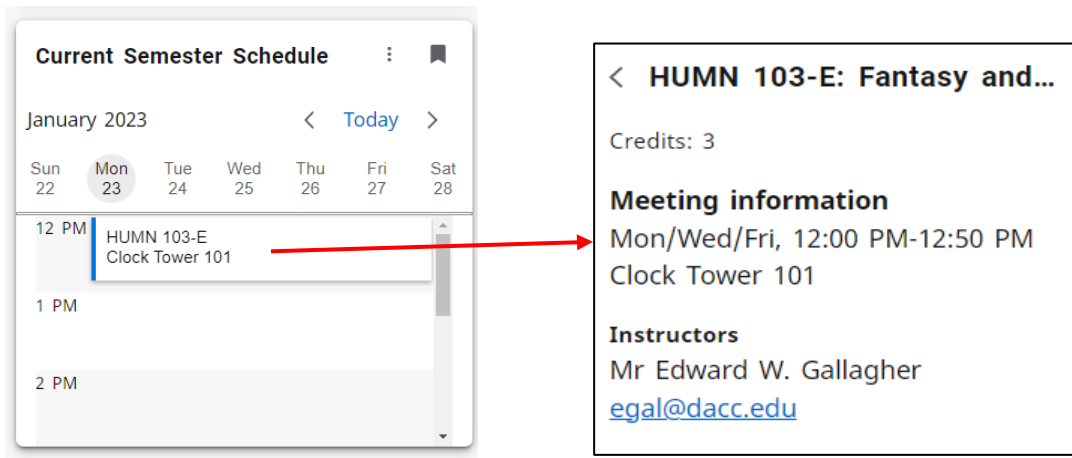 Current Semester Schedule
January 2023
Today
Sun Mon Tue Wed Thu Fri Sat
22 23 24 25 26 27 28
12 PM
HUMN 103-E
Clock Tower 101
1 PM
2 PM
HUMN 103-E: Fantasy and...
Credits: 3
Meeting information
Mon/Wed/Fri, 12:00 PM-12:50 PM
Clock Tower 101
Instructors
Mr Edward W. Gallagher
egal@dacc.edu